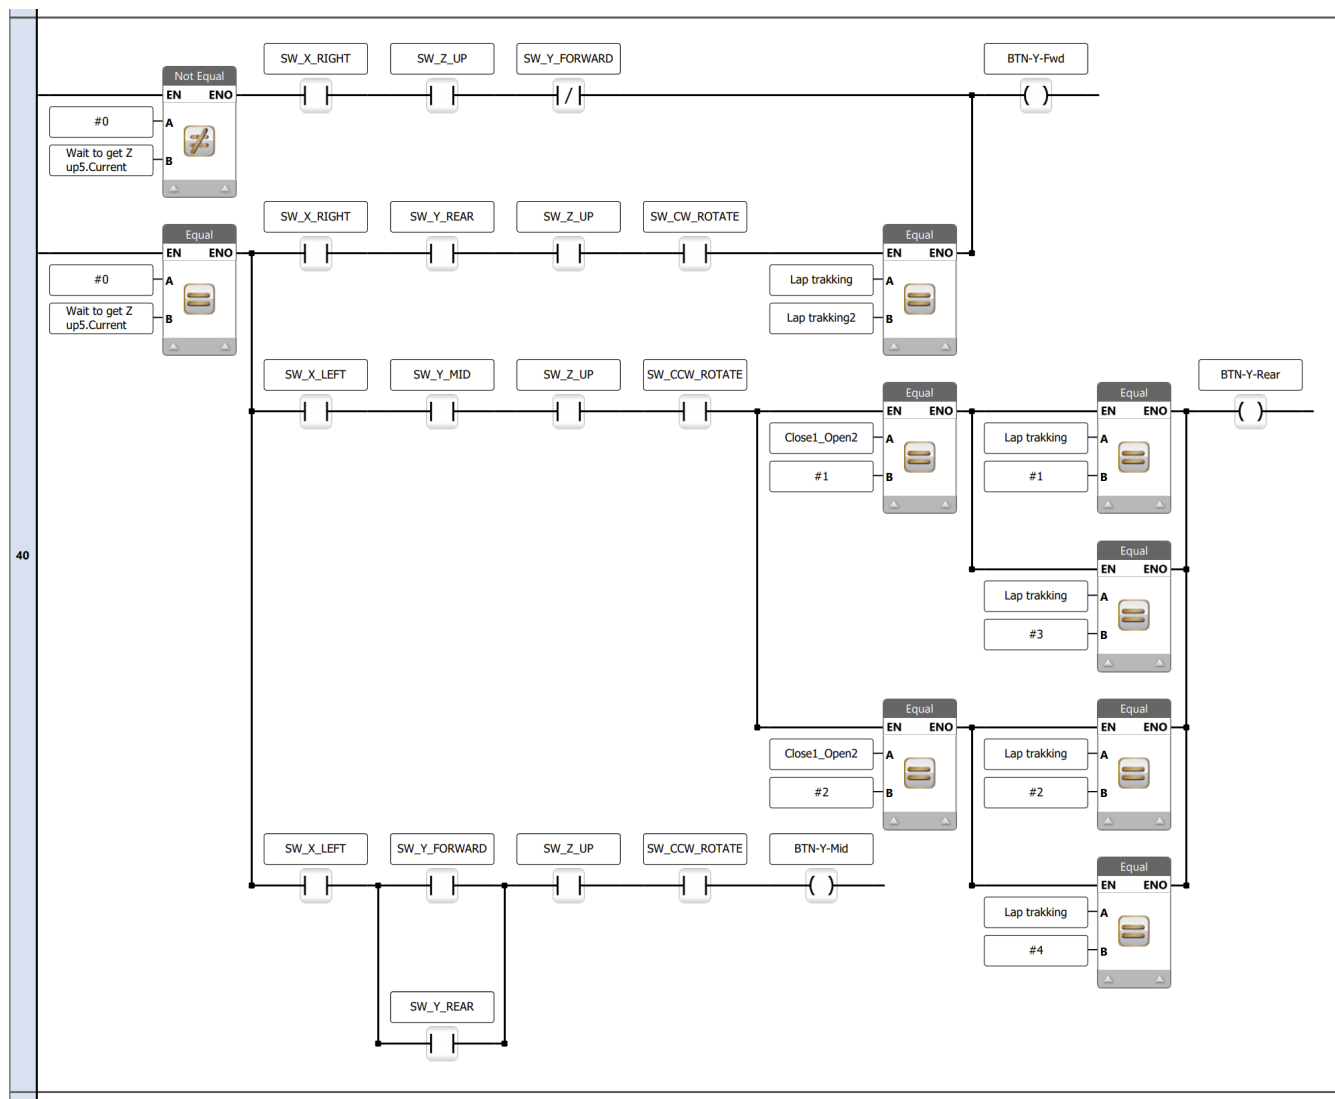 SW_X_RIGHT
SW_Z_UP
SW_Y_FORWARD
BTN-Y-Fwd
Not Equal
EN ENO
#0
A
Wait to get Z
up5.Current
B
SW_X_RIGHT
SW_Y_REAR
SW_Z_UP
SW_CW_ROTATE
Equal
EN ENO
#0
A
Wait to get Z
up5.Current
B
Equal
EN ENO
Lap trakking
A
Lap trakking2
B
SW_X_LEFT
SW_Y_MID
SW_Z_UP
SW_CCW_ROTATE
BTN-Y-Rear
Equal
EN ENO
Close1_Open2
A
#1
B
Equal
EN ENO
Lap trakking
A
#1
B
40
Equal
EN ENO
Lap trakking
A
#3
B
Equal
EN ENO
Close1_Open2
A
#2
B
Equal
EN ENO
Lap trakking
A
#2
B
SW_X_LEFT
SW_Y_FORWARD
SW_Z_UP
SW_CCW_ROTATE
BTN-Y-Mid
Equal
EN ENO
Lap trakking
A
#4
B
SW_Y_REAR